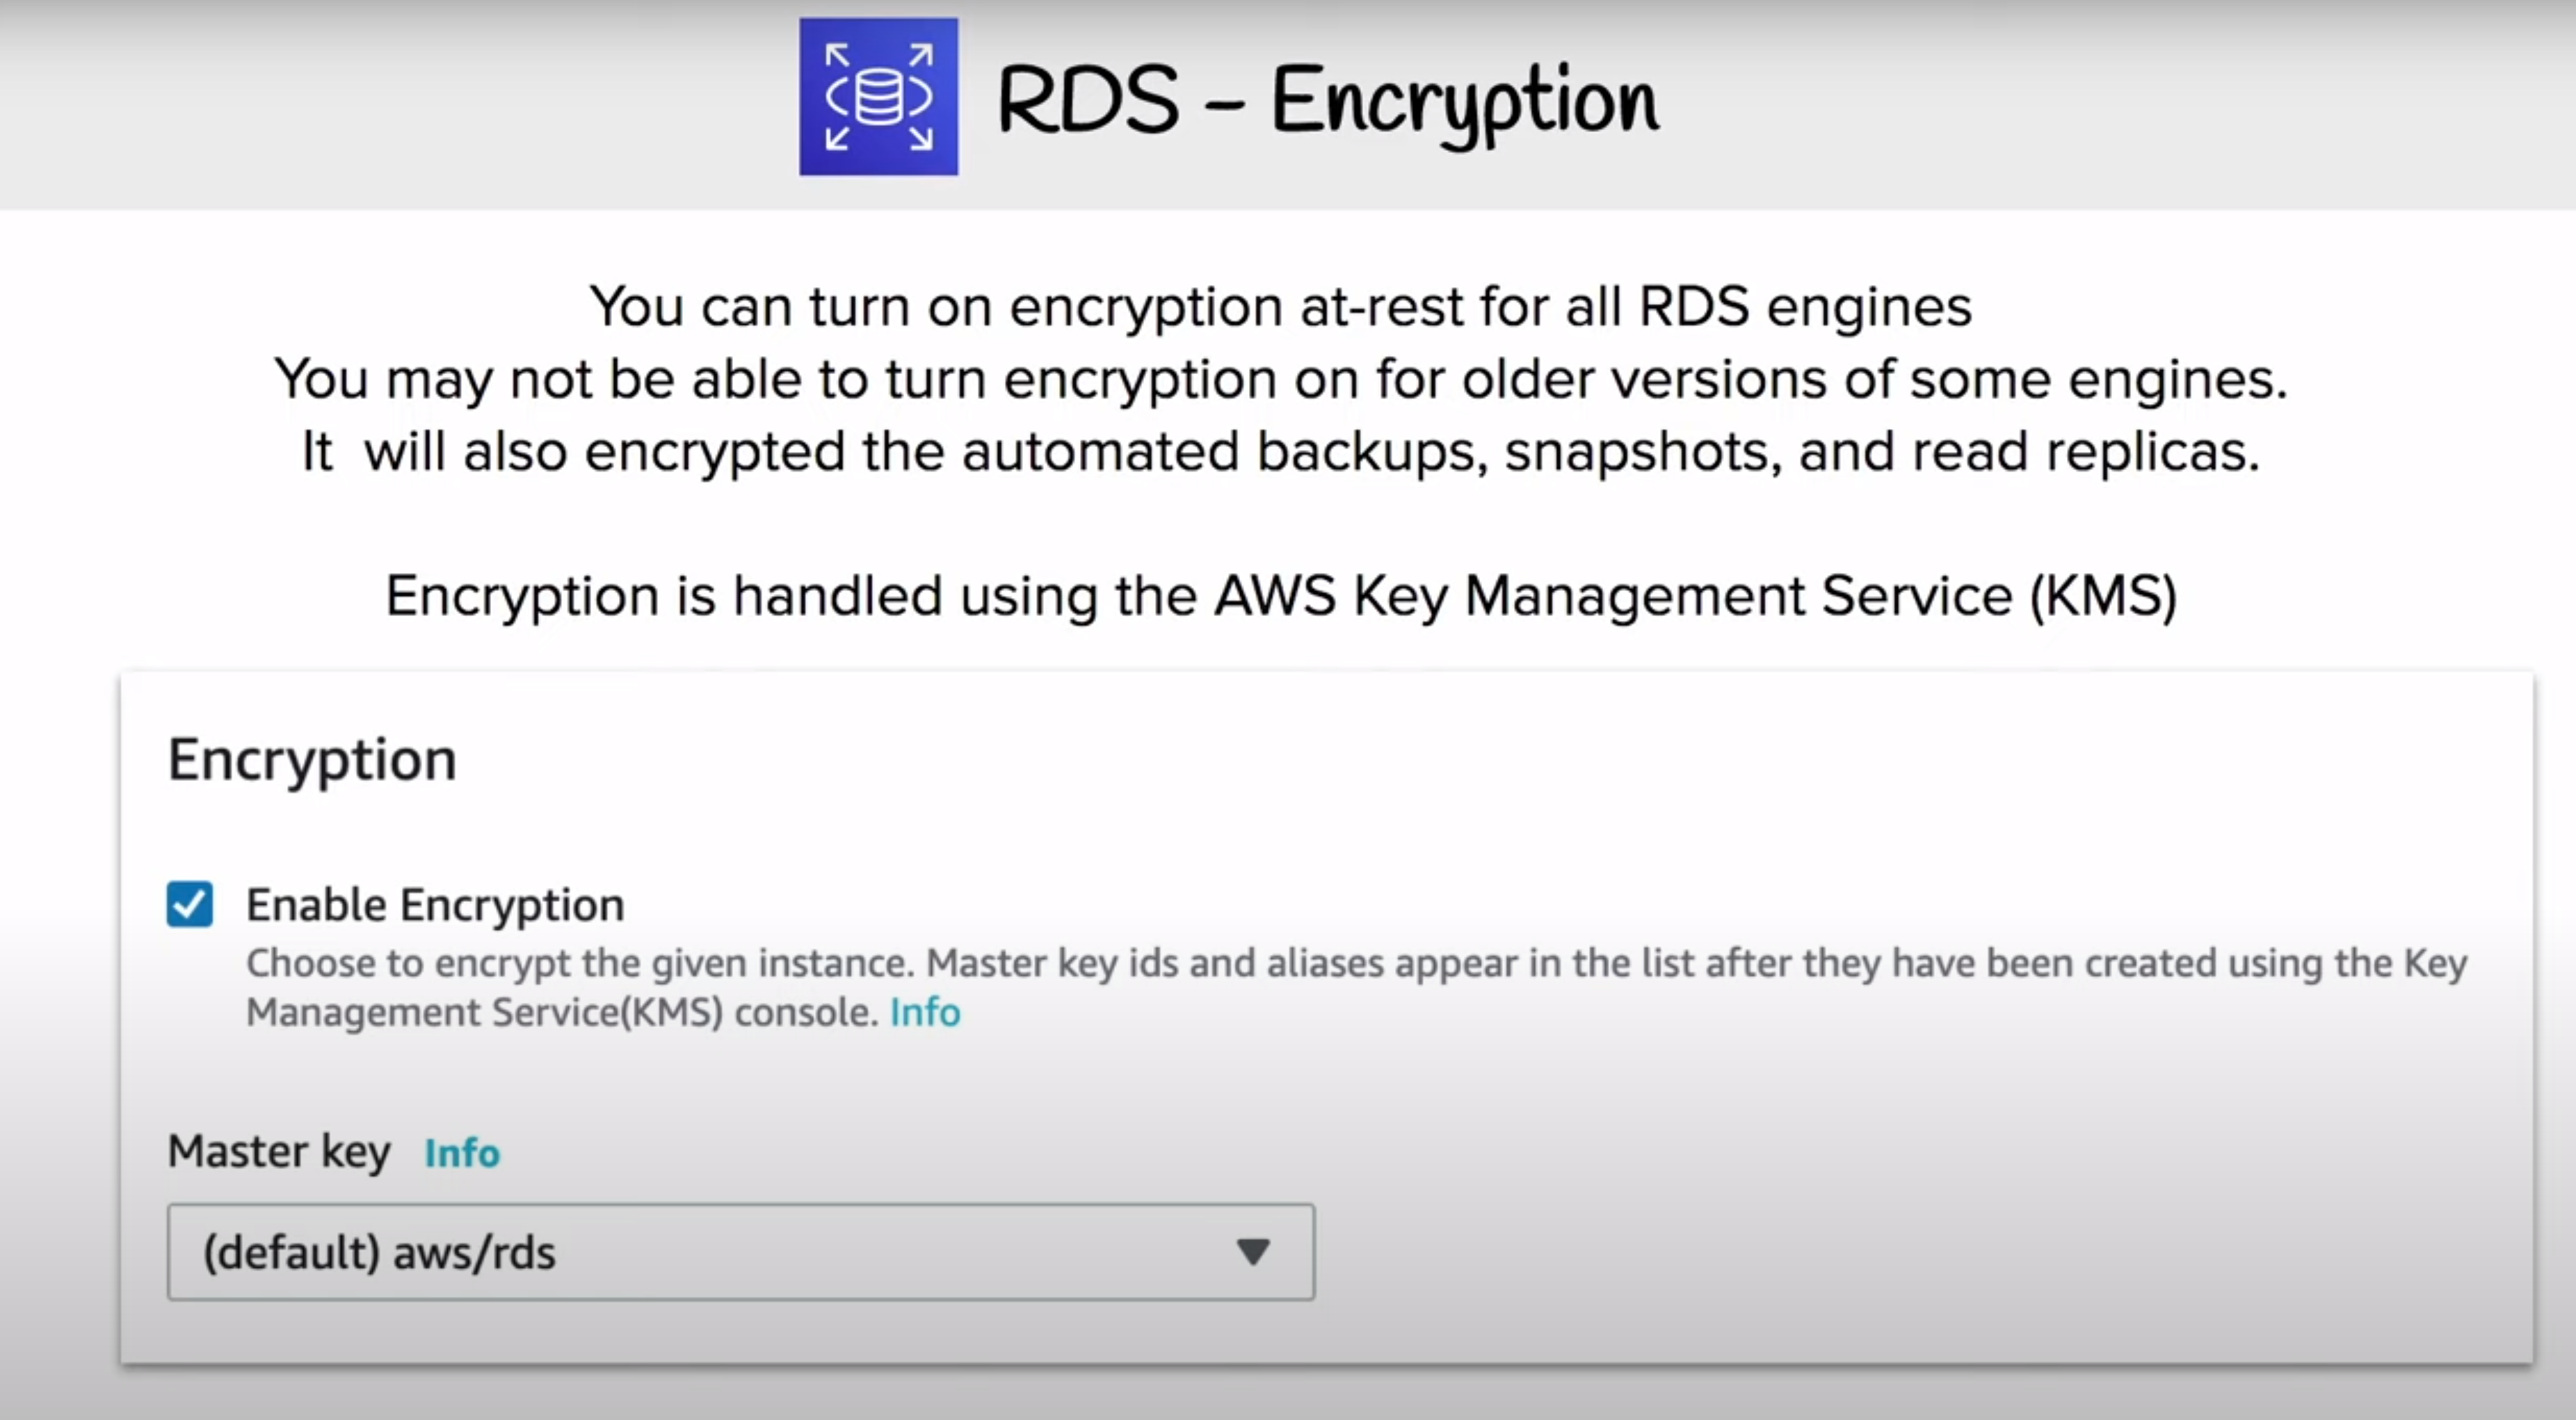 RDS – Encryption
You can turn on encryption at-rest for all RDS engines
You may not be able to turn encryption on for older versions of some engines.
It will also encrypted the automated backups, snapshots, and read replicas.
Encryption is handled using the AWS Key Management Service (KMS)
Encryption
Enable Encryption
Choose to encrypt the given instance. Master key ids and aliases appear in the list after they have been created using the Key
Management Service(KMS) console. Info
Master key Info
(default) aws/rds